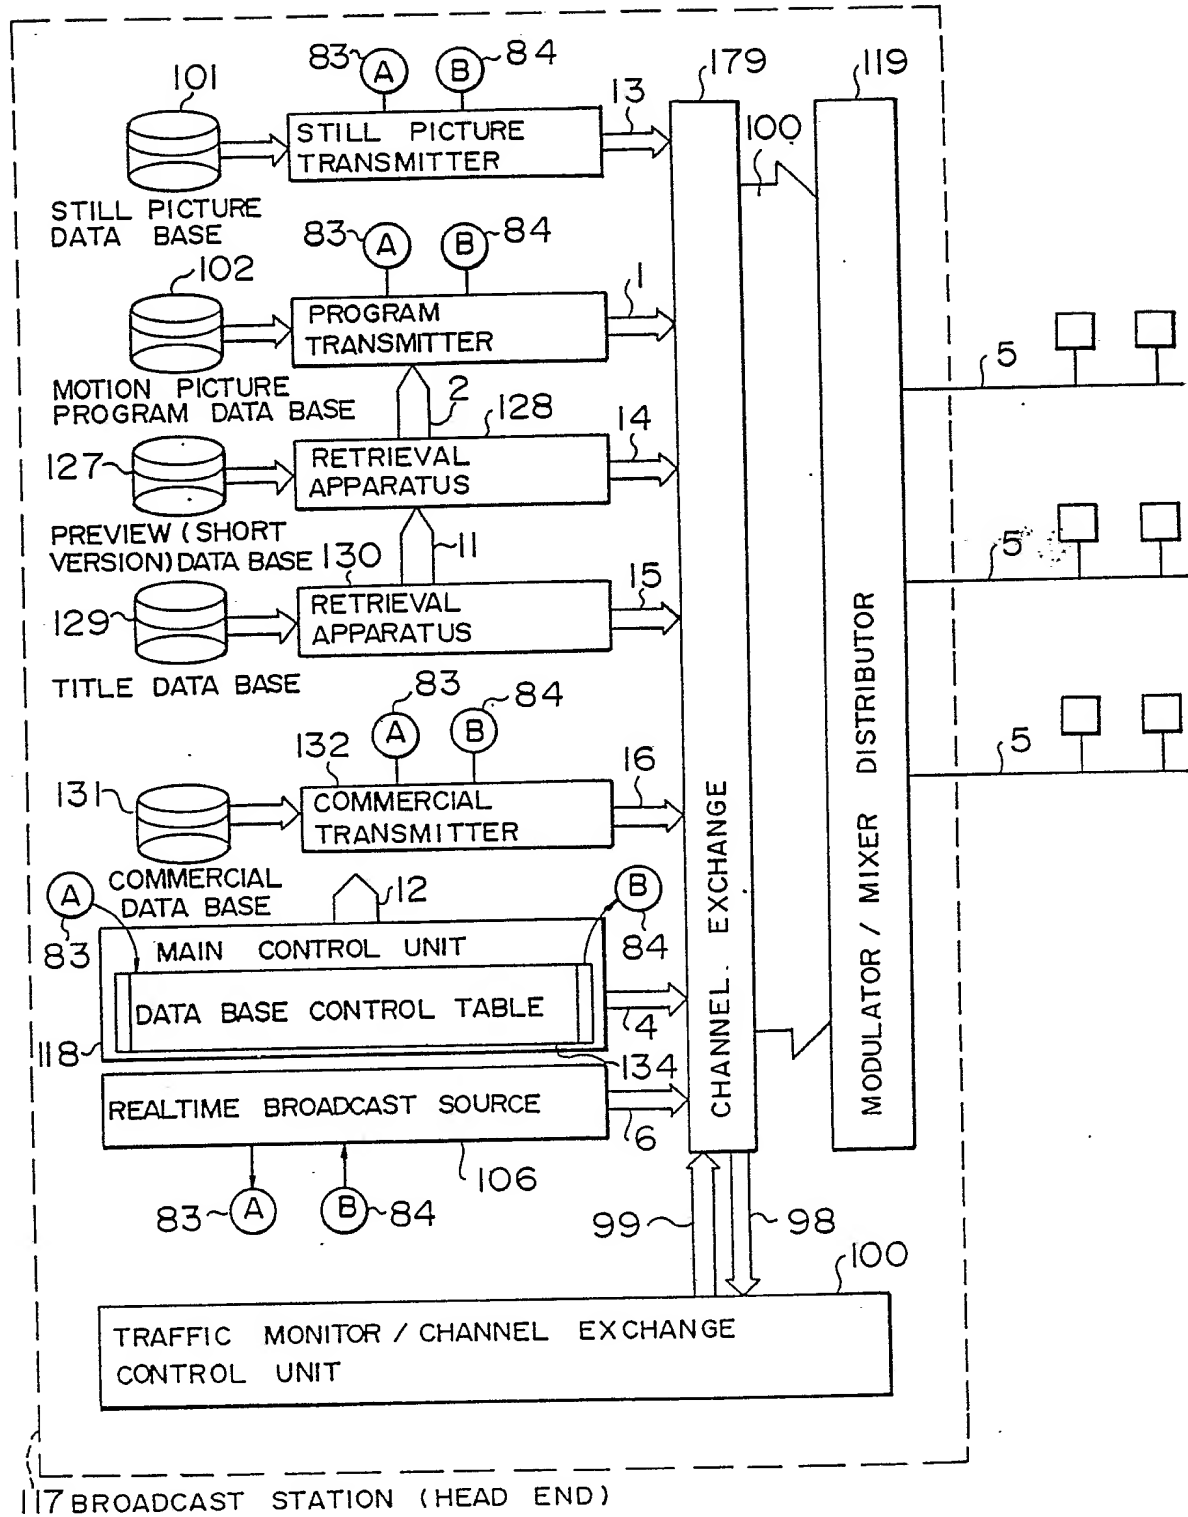 83 A B 84
179
119
101
13
100
STILL PICTURE
TRANSMITTER
STILL PICTURE
DATA BASE
83 A B 84
102
1
PROGRAM
TRANSMITTER
MOTION PICTURE
PROGRAM DATA BASE
2
128
5
127
14
RETRIEVAL
APPARATUS
PREVIEW (SHORT
VERSION) DATA BASE
130
11
5
129
15
RETRIEVAL
APPARATUS
TITLE DATA BASE
83
84
A
B
132
16
5
131
COMMERCIAL
TRANSMITTER
COMMERCIAL
DATA BASE
A
83
12
B
84
MAIN CONTROL UNIT
DATA BASE CONTROL TABLE
4
118
134
REALTIME BROADCAST SOURCE
6
106
83 A B 84
CHANNEL. EXCHANGE
MODULATOR / MIXER DISTRIBUTOR
99
98
100
TRAFFIC MONITOR / CHANNEL EXCHANGE
CONTROL UNIT
117 BROADCAST STATION (HEAD END)